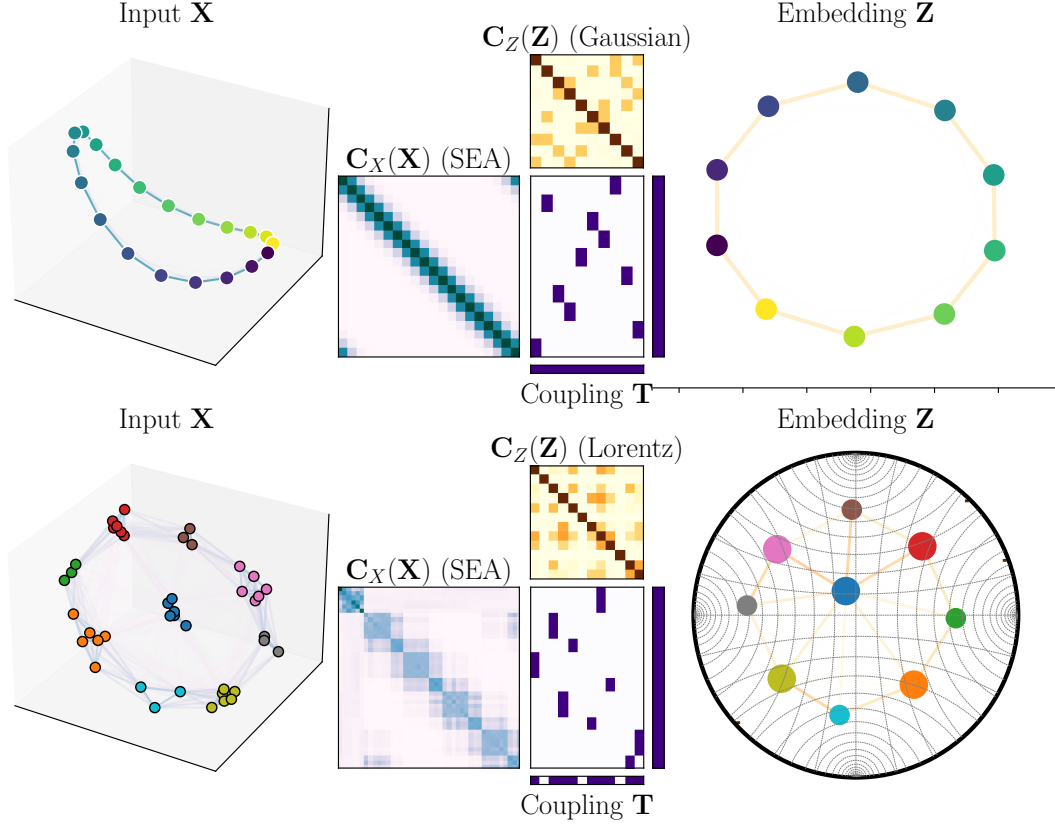 Input X
C_Z(Z) (Gaussian)
Embedding Z
C_X(X) (SEA)
Coupling T
Input X
C_Z(Z) (Lorentz)
Embedding Z
C_X(X) (SEA)
Coupling T